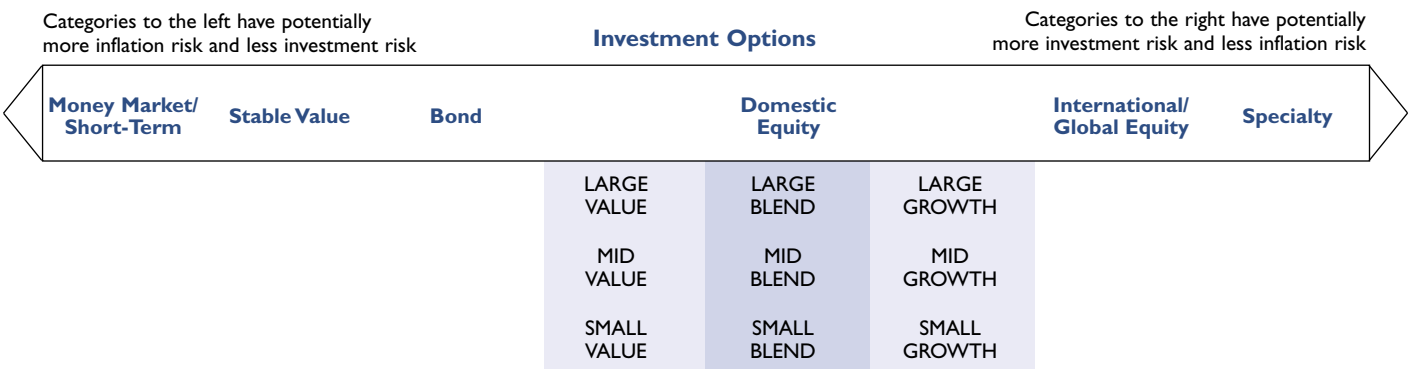 Categories to the left have potentially
more inflation risk and less investment risk
Investment Options
Categories to the right have potentially
more investment risk and less inflation risk
Money Market/
Short-Term
Stable Value
Bond
Domestic
Equity
International/
Global Equity
Specialty
LARGE
VALUE
LARGE
BLEND
LARGE
GROWTH
MID
VALUE
MID
BLEND
MID
GROWTH
SMALL
VALUE
SMALL
BLEND
SMALL
GROWTH